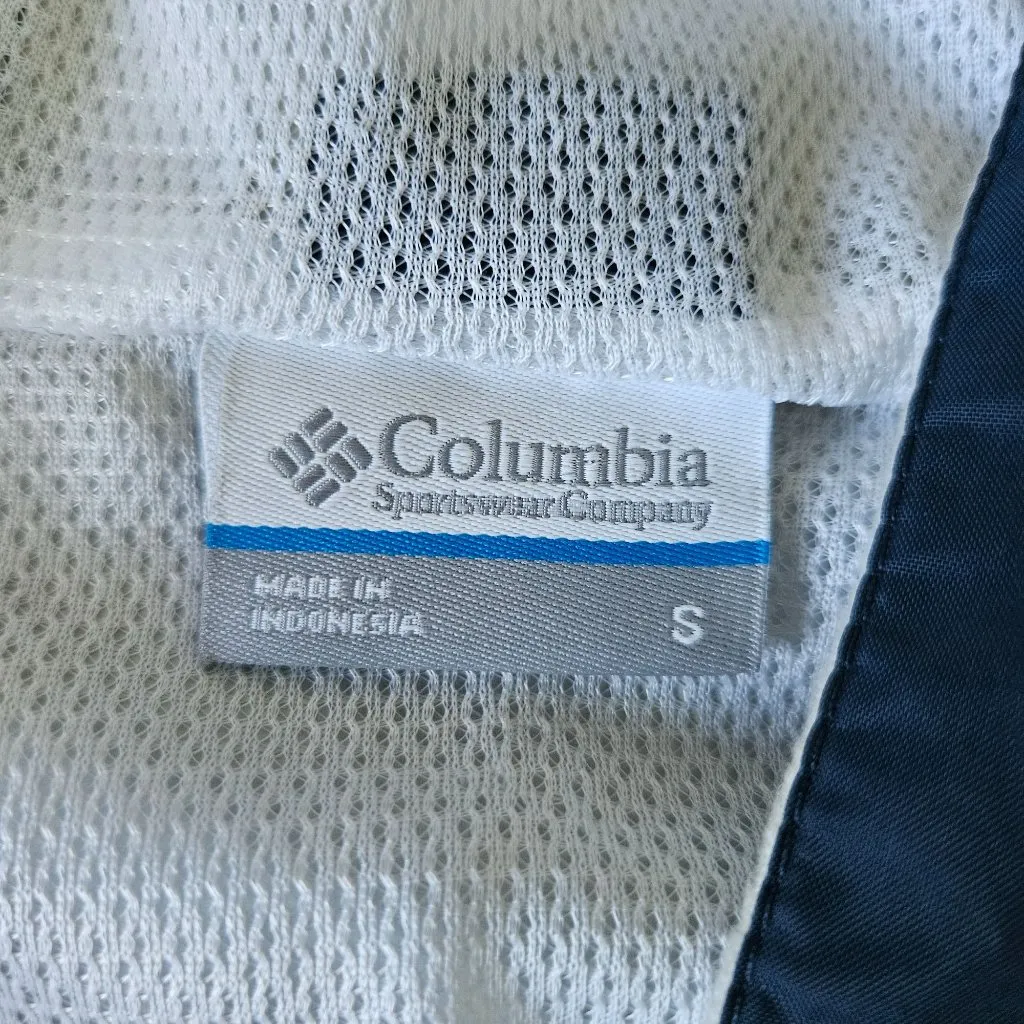 Columbia
Sportswear Company
MADE IN
INDONESIA
S